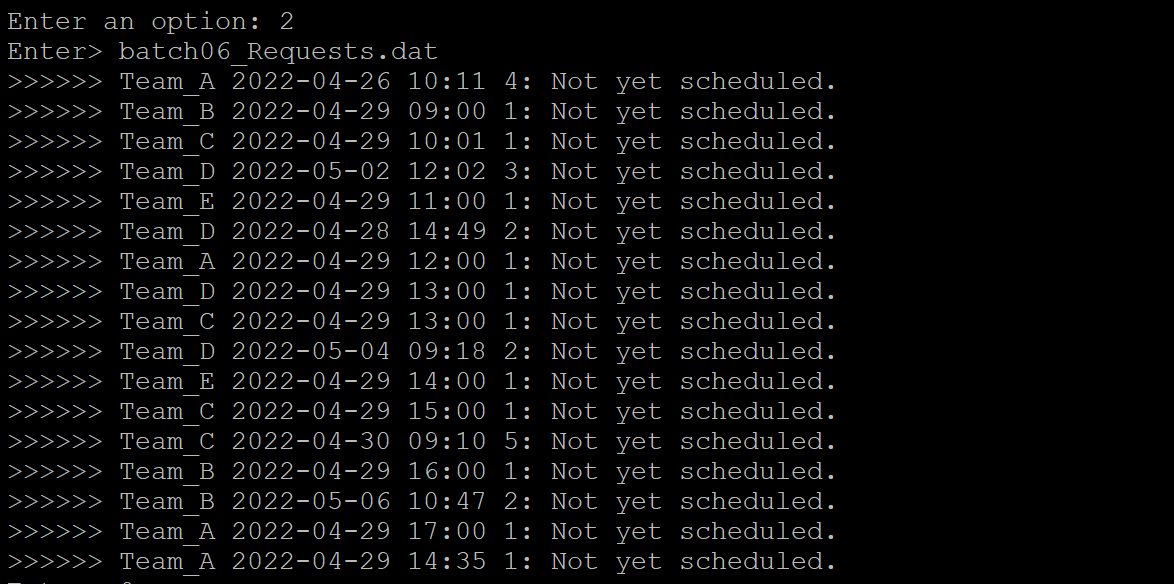 Enter an option: 2
Enter> batch06_Requests.dat
>>>>>> Team_A 2022-04-26 10:11 4: Not yet scheduled.
>>>>>> Team_B 2022-04-29 09:00 1: Not yet scheduled.
>>>>>> Team_C 2022-04-29 10:01 1: Not yet scheduled.
>>>>>> Team_D 2022-05-02 12:02 3: Not yet scheduled.
>>>>>> Team_E 2022-04-29 11:00 1: Not yet scheduled.
>>>>>> Team_D 2022-04-28 14:49 2: Not yet scheduled.
>>>>>> Team_A 2022-04-29 12:00 1: Not yet scheduled.
>>>>>> Team_D 2022-04-29 13:00 1: Not yet scheduled.
>>>>>> Team_C 2022-04-29 13:00 1: Not yet scheduled.
>>>>>> Team_D 2022-05-04 09:18 2: Not yet scheduled.
>>>>>> Team_E 2022-04-29 14:00 1: Not yet scheduled.
>>>>>> Team_C 2022-04-29 15:00 1: Not yet scheduled.
>>>>>> Team_C 2022-04-30 09:10 5: Not yet scheduled.
>>>>>> Team_B 2022-04-29 16:00 1: Not yet scheduled.
>>>>>> Team_B 2022-05-06 10:47 2: Not yet scheduled.
>>>>>> Team_A 2022-04-29 17:00 1: Not yet scheduled.
>>>>>> Team_A 2022-04-29 14:35 1: Not yet scheduled.